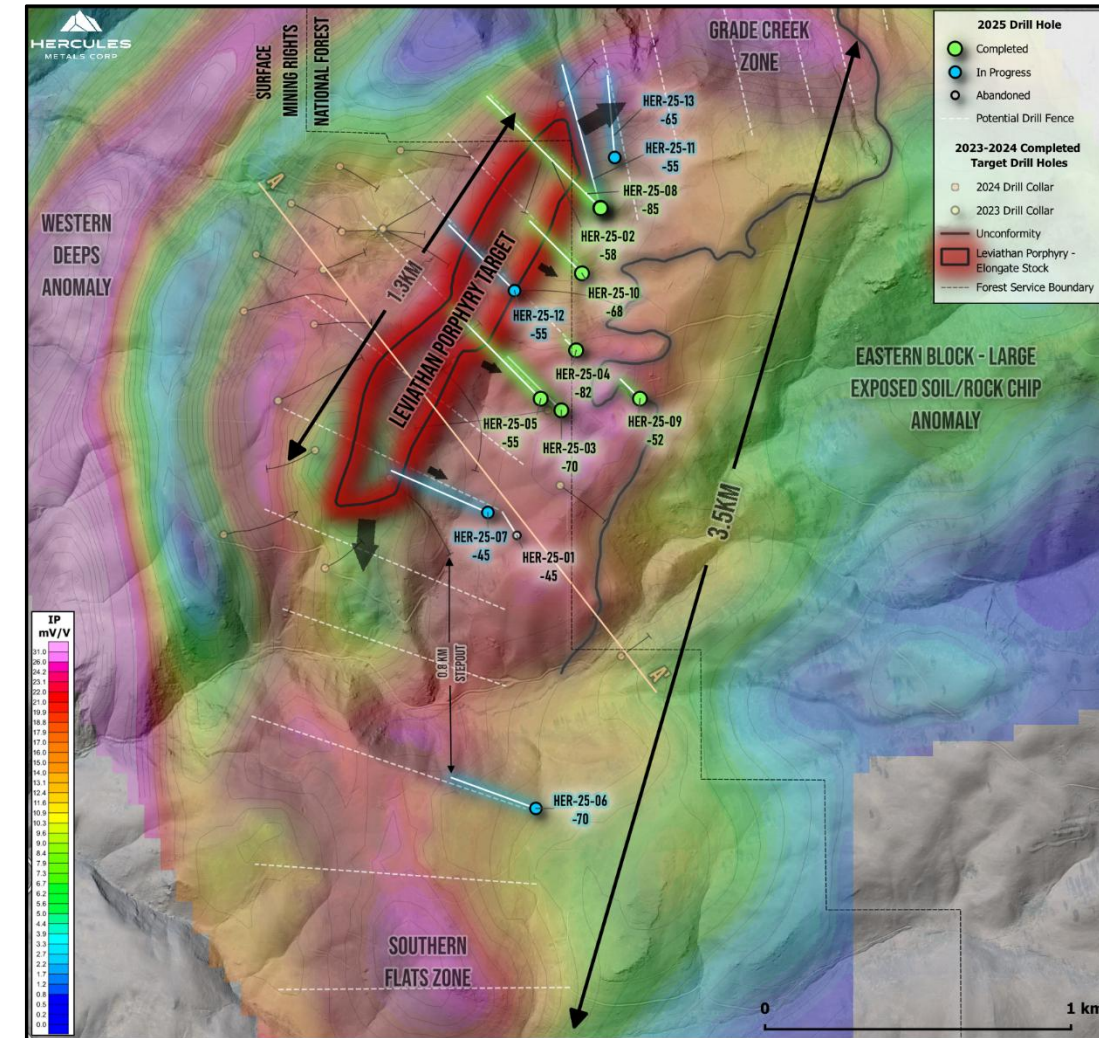 HERCULES
METALS CORP
SURFACE
MINING RIGHTS
NATIONAL FOREST
GRADE CREEK
ZONE
2025 Drill Hole
Completed
In Progress
Abandoned
Potential Drill Fence
2023-2024 Completed
Target Drill Holes
2024 Drill Collar
2023 Drill Collar
Unconformity
Leviathan Porphyry -
Elongate Stock
Forest Service Boundary
WESTERN
DEEPS
ANOMALY
A
1.3KM
LEVIATHAN PORPHYRY TARGET
HER-25-13
-65
HER-25-11
-55
HER-25-08
-85
HER-25-02
-58
HER-25-10
-68
HER-25-12
-55
HER-25-04
-82
HER-25-05
-55
HER-25-03
-70
HER-25-09
-52
HER-25-07
-45
HER-25-01
-45
EASTERN BLOCK - LARGE
EXPOSED SOIL/ROCK CHIP
ANOMALY
3.5KM
0.8 KM
STEPOUT
A'
HER-25-06
-70
SOUTHERN
FLATS ZONE
IP
mV/V
31.0
26.0
24.2
23.1
22.1
21.0
19.9
18.8
17.9
17.0
16.0
15.0
14.0
13.1
12.4
11.6
10.9
10.3
9.6
9.0
8.4
7.9
7.3
6.7
6.2
5.6
5.0
4.4
3.9
3.3
2.7
2.2
1.7
1.2
0.8
0.5
0.2
0.0
0
1 km